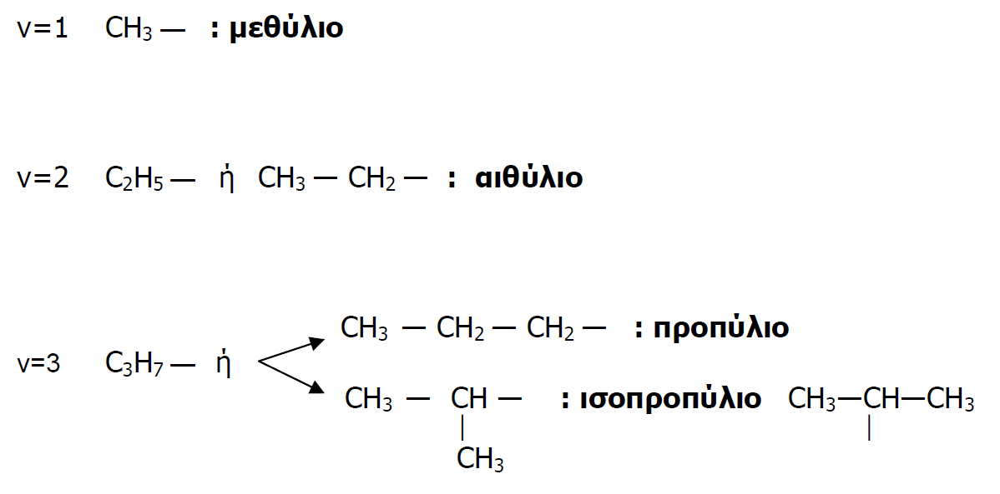 ν=1 CH₃ — : μεθύλιο
ν=2 C₂H₅ — ή CH₃ — CH₂ — : αιθύλιο
CH₃ — CH₂ — CH₂ — : προπύλιο
ν=3 C₃H₇ — ή
CH₃ — CH — : ισοπροπύλιο CH₃—CH—CH₃
| |
CH₃